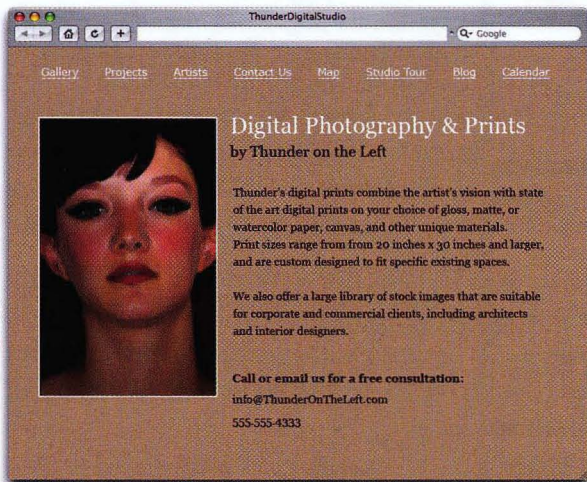 ThunderDigitalStudio
Google
Gallery Projects Artists Contact Us Map Studio Tour Blog Calendar
Digital Photography & Prints
by Thunder on the Left
Thunder's digital prints combine the artist's vision with state
of the art digital prints on your choice of gloss, matte, or
watercolor paper, canvas, and other unique materials.
Print sizes range from from 20 inches x 30 inches and larger,
and are custom designed to fit specific existing spaces.
We also offer a large library of stock images that are suitable
for corporate and commercial clients, including architects
and interior designers.
Call or email us for a free consultation:
info@ThunderOnTheLeft.com
555-555-4333